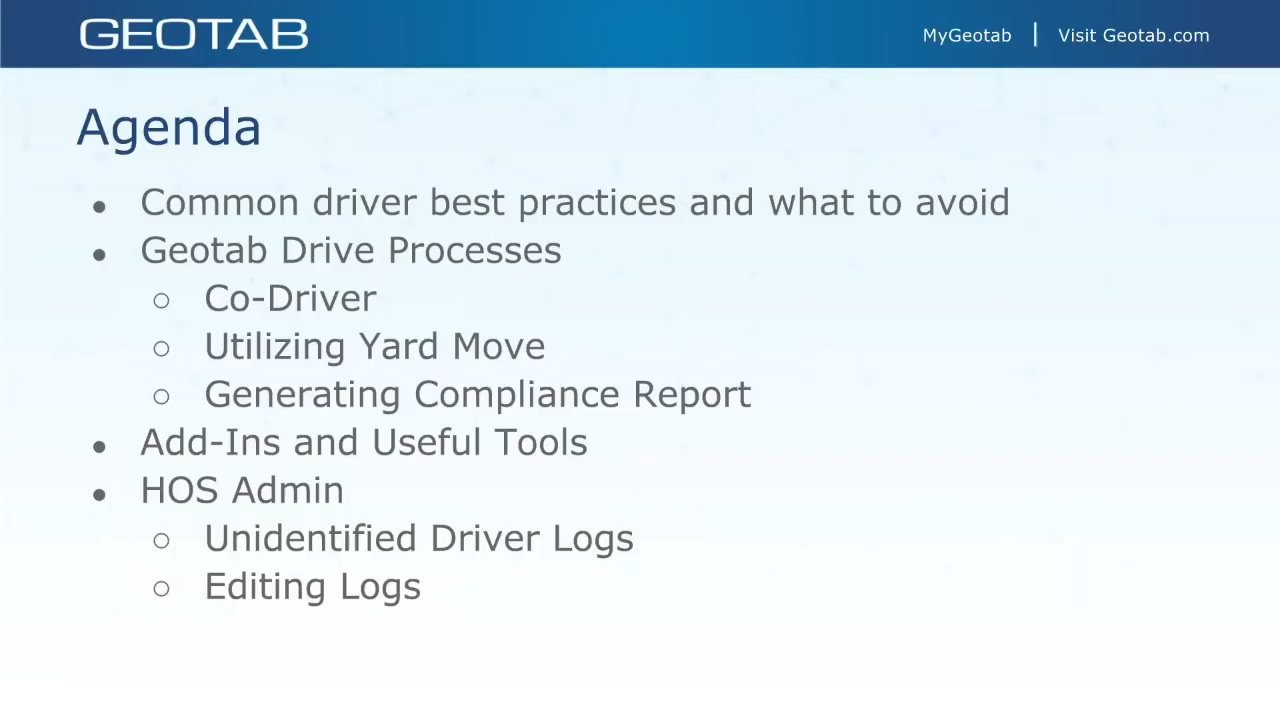 GEOTAB
MyGeotab | Visit Geotab.com
Agenda
● Common driver best practices and what to avoid
● Geotab Drive Processes
○ Co-Driver
○ Utilizing Yard Move
○ Generating Compliance Report
● Add-Ins and Useful Tools
● HOS Admin
○ Unidentified Driver Logs
○ Editing Logs